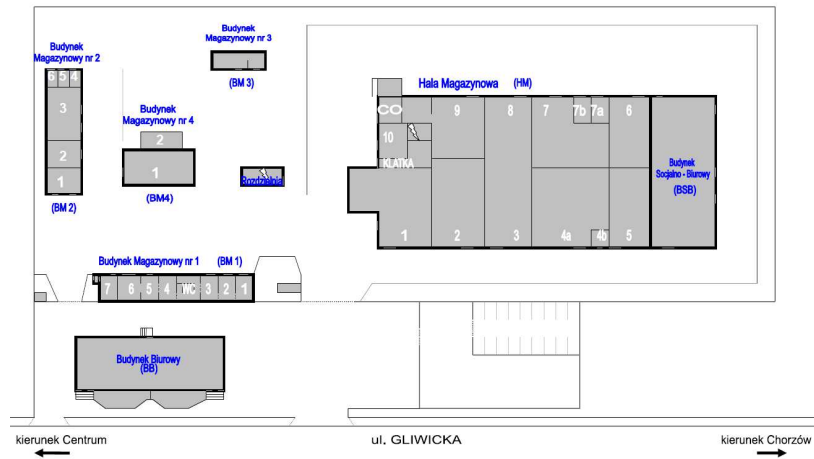 Budynek
Magazynowy nr 3
(BM 3)
Budynek
Magazynowy nr 2
6 5 4
3
2
1
(BM 2)
Budynek
Magazynowy nr 4
2
1
(BM4)
Rozdzielnia
Hala Magazynowa (HM)
CO 9 8 7 7b 7a 6
10
KLATKA
1 2 3 4a 4b 5
Budynek
Socjalno - Biurowy
(BSB)
Budynek Magazynowy nr 1 (BM 1)
7 6 5 4 WC 3 2 1
Budynek Biurowy
(BB)
kierunek Centrum
ul. GLIWICKA
kierunek Chorzów